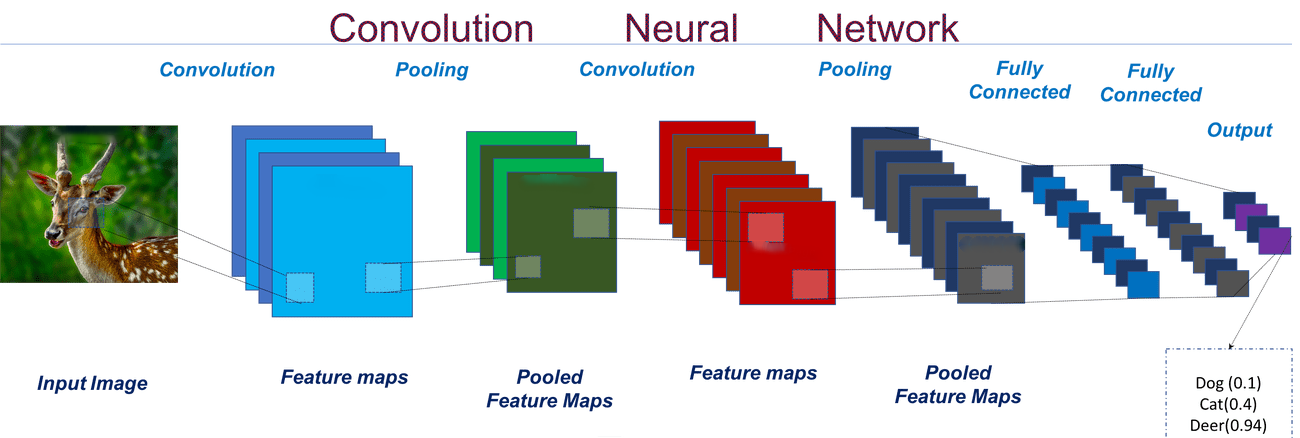 Convolution Neural Network
Convolution
Pooling
Convolution
Pooling
Fully
Connected
Fully
Connected
Output
Input Image
Feature maps
Pooled
Feature Maps
Feature maps
Pooled
Feature Maps
Dog (0.1)
Cat(0.4)
Deer(0.94)